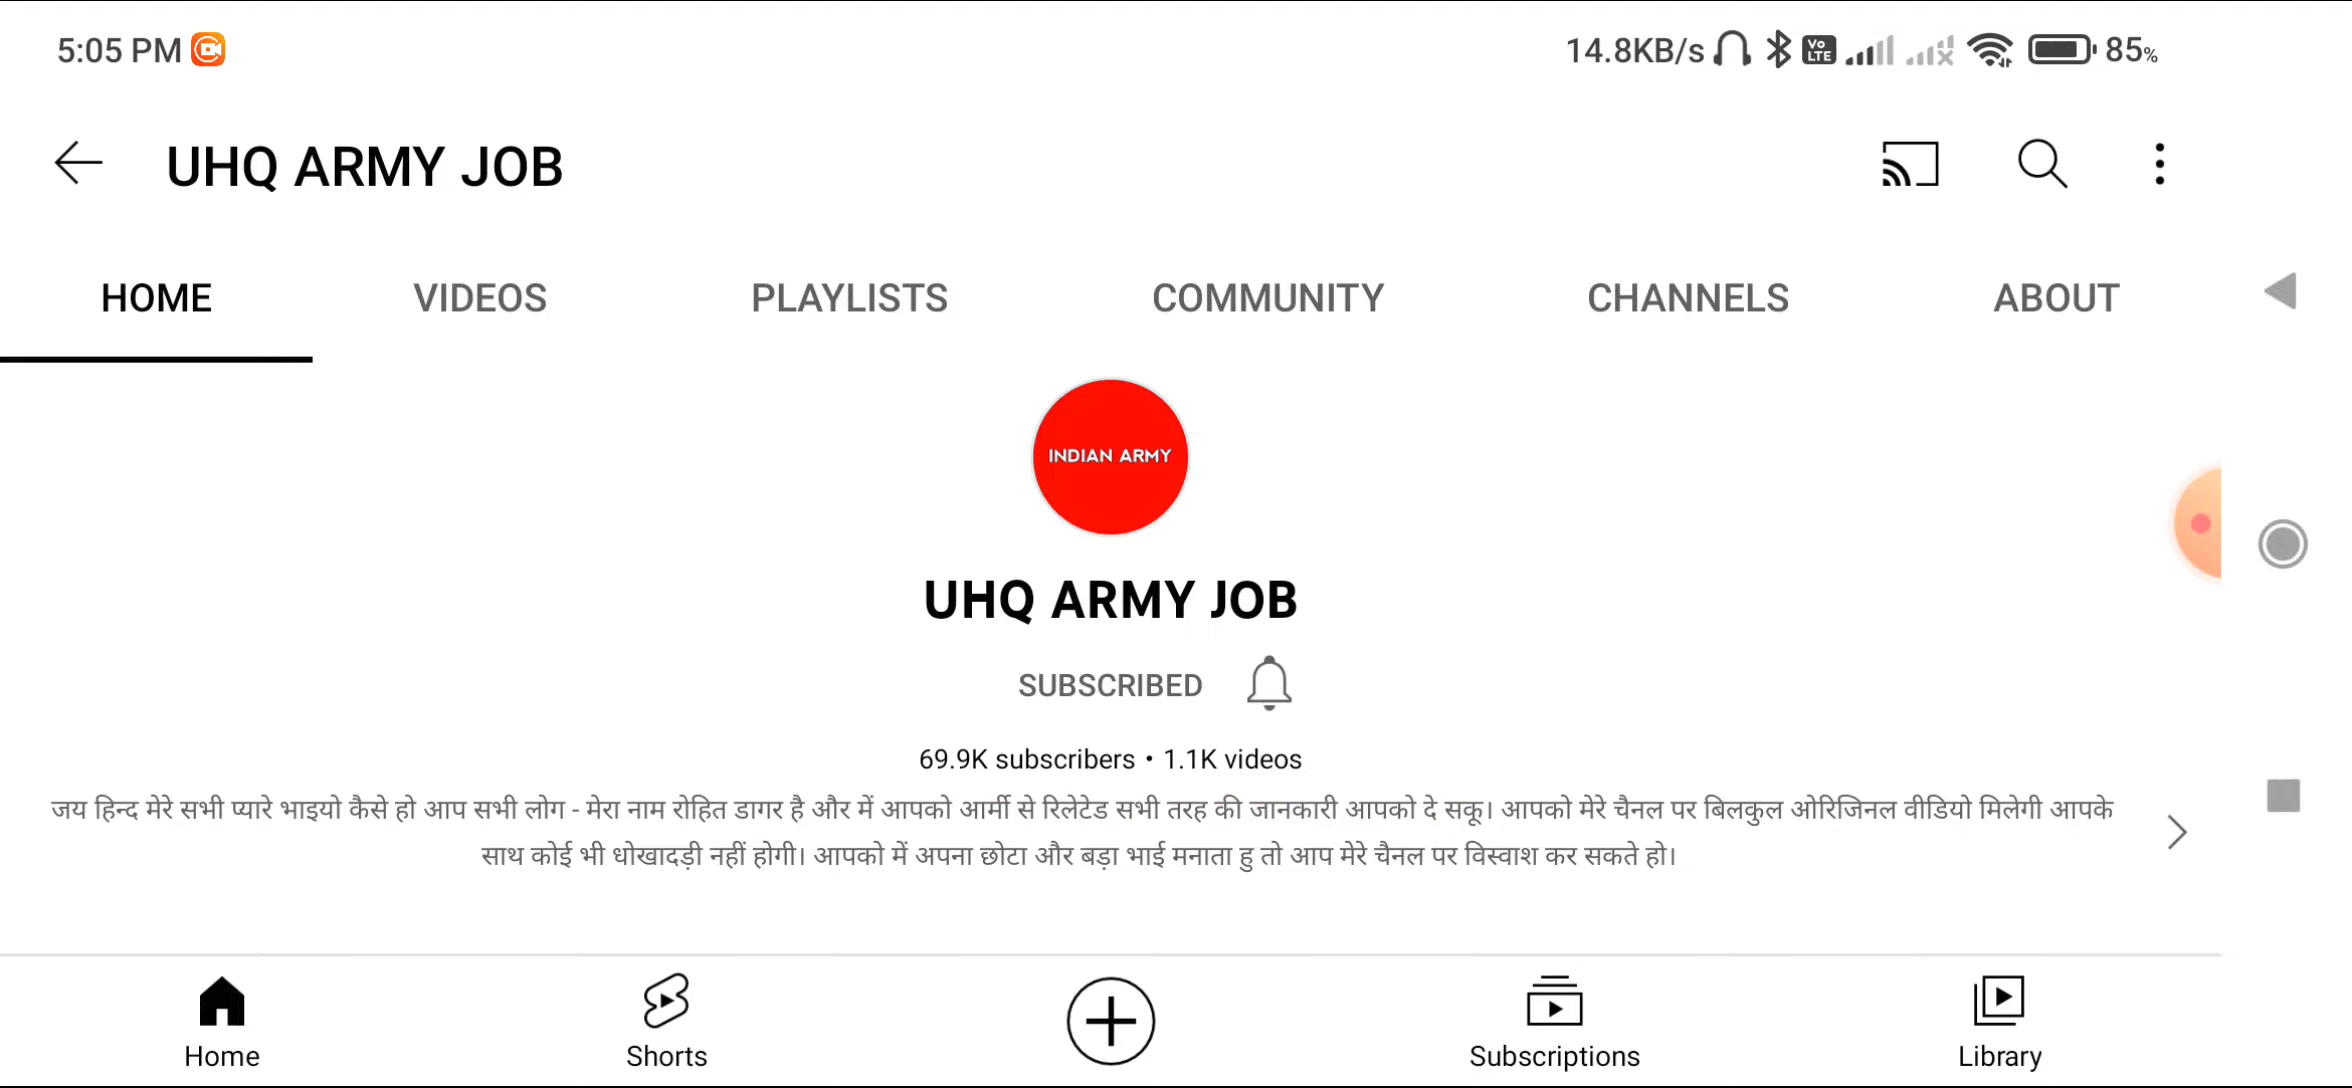 5:05 PM 14.8KB/s Vo LTE 85%
UHQ ARMY JOB
HOME VIDEOS PLAYLISTS COMMUNITY CHANNELS ABOUT
INDIAN ARMY
UHQ ARMY JOB
SUBSCRIBED
69.9K subscribers • 1.1K videos
जय हिन्द मेरे सभी प्यारे भाइयो कैसे हो आप सभी लोग - मेरा नाम रोहित डागर है और में आपको आर्मी से रिलेटेड सभी तरह की जानकारी आपको दे सकू। आपको मेरे चैनल पर बिलकुल ओरिजिनल वीडियो मिलेगी आपके
साथ कोई भी धोखादड़ी नहीं होगी। आपको में अपना छोटा और बड़ा भाई मनाता हु तो आप मेरे चैनल पर विस्वाश कर सकते हो।
Home Shorts Subscriptions Library